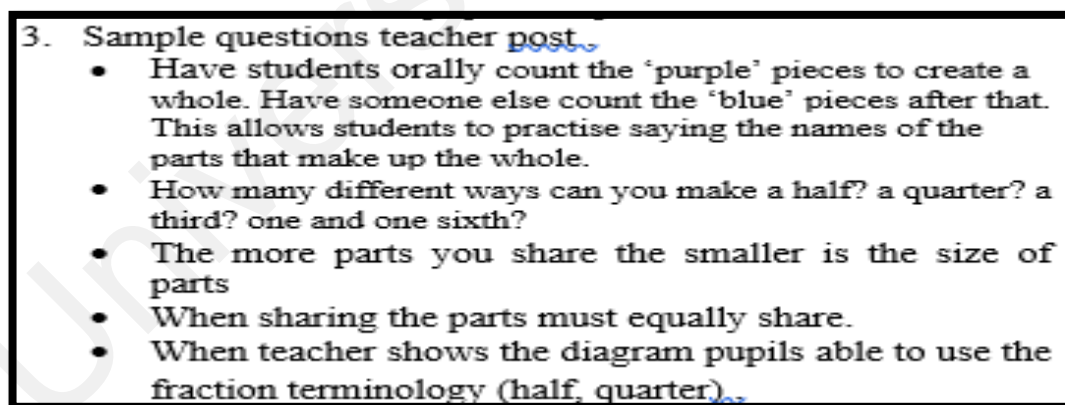 3. Sample questions teacher post..
• Have students orally count the ‘purple’ pieces to create a
whole. Have someone else count the ‘blue’ pieces after that.
This allows students to practise saying the names of the
parts that make up the whole.
• How many different ways can you make a half? a quarter? a
third? one and one sixth?
• The more parts you share the smaller is the size of
parts
• When sharing the parts must equally share.
• When teacher shows the diagram pupils able to use the
fraction terminology (half, quarter)..